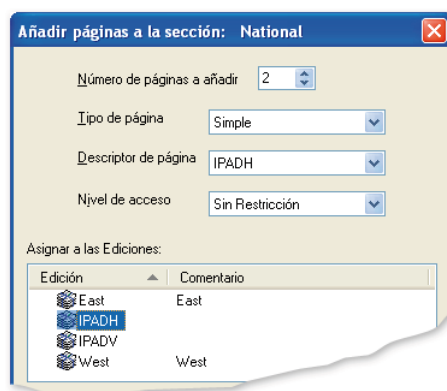 Añadir páginas a la sección: National
Número de páginas a añadir 2
Tipo de página Simple
Descriptor de página IPADH
Nivel de acceso Sin Restricción
Asignar a las Ediciones:
Edición Comentario
East East
IPADH
IPADV
West West